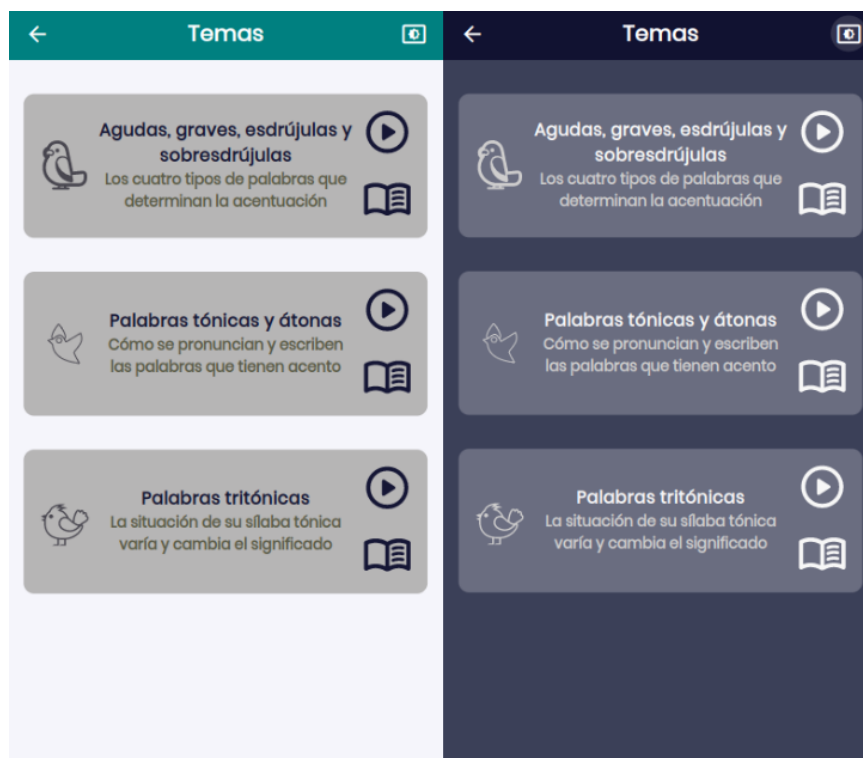 Temas
Agudas, graves, esdrújulas y
sobresdrújulas
Los cuatro tipos de palabras que
determinan la acentuación
Palabras tónicas y átonas
Cómo se pronuncian y escriben
las palabras que tienen acento
Palabras tritónicas
La situación de su sílaba tónica
varía y cambia el significado
Temas
Agudas, graves, esdrújulas y
sobresdrújulas
Los cuatro tipos de palabras que
determinan la acentuación
Palabras tónicas y átonas
Cómo se pronuncian y escriben
las palabras que tienen acento
Palabras tritónicas
La situación de su sílaba tónica
varía y cambia el significado